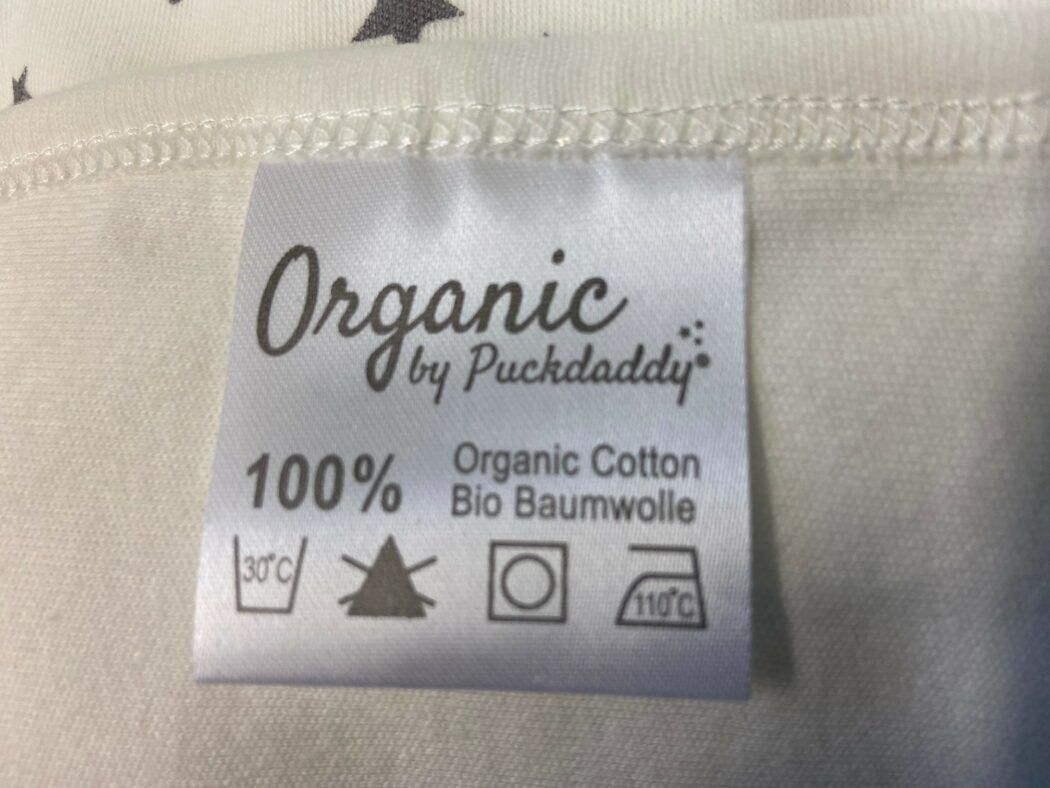 Organic
by Puckdaddy
100%
Organic Cotton
Bio Baumwolle
30°C
110°C